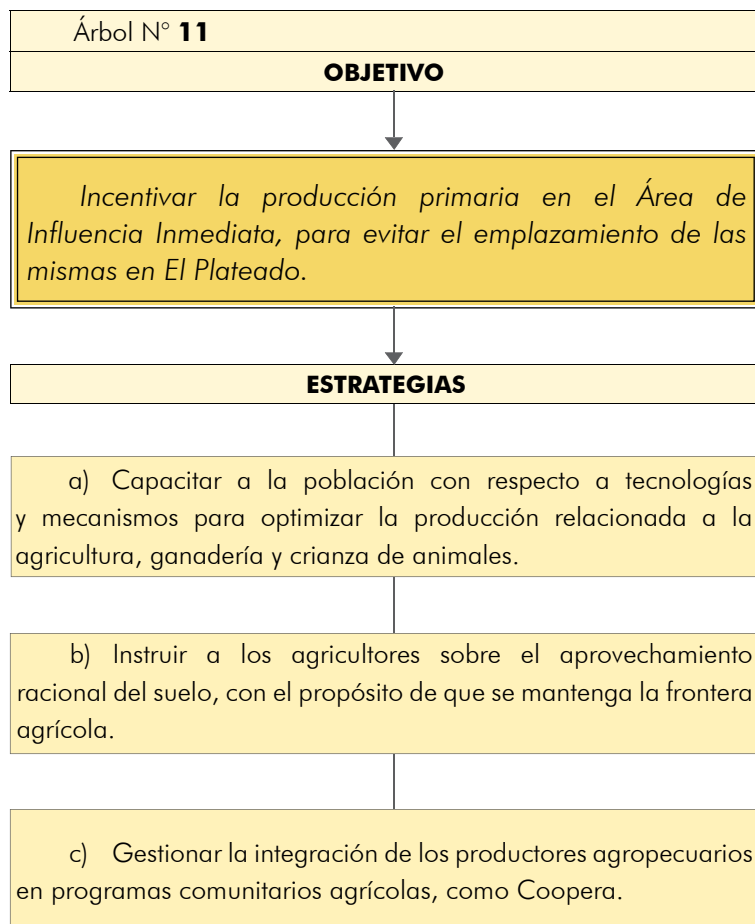 Árbol N° 11
OBJETIVO
Incentivar la producción primaria en el Área de
Influencia Inmediata, para evitar el emplazamiento de las
mismas en El Plateado.
ESTRATEGIAS
a) Capacitar a la población con respecto a tecnologías
y mecanismos para optimizar la producción relacionada a la
agricultura, ganadería y crianza de animales.
b) Instruir a los agricultores sobre el aprovechamiento
racional del suelo, con el propósito de que se mantenga la frontera
agrícola.
c) Gestionar la integración de los productores agropecuarios
en programas comunitarios agrícolas, como Coopera.